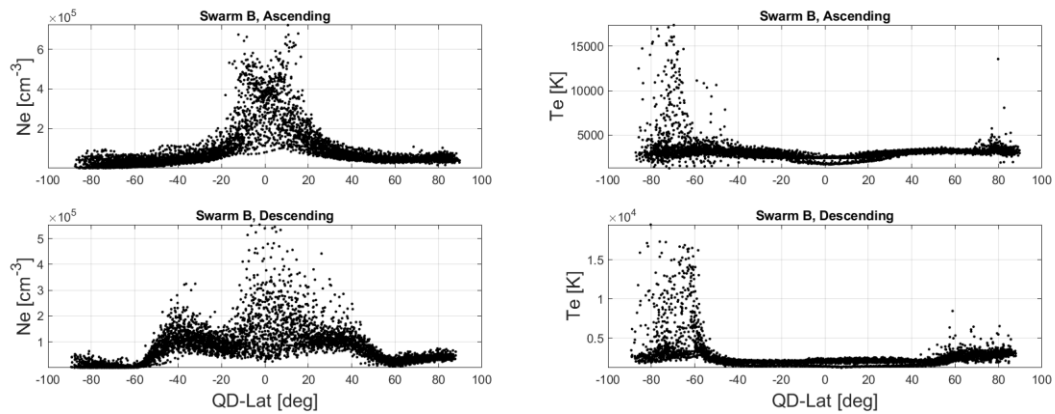 Swarm B, Ascending
×10⁵
Ne [cm⁻³]
6
4
2
-100 -80 -60 -40 -20 0 20 40 60 80 100
Swarm B, Ascending
Te [K]
15000
10000
5000
-100 -80 -60 -40 -20 0 20 40 60 80 100
Swarm B, Descending
×10⁵
Ne [cm⁻³]
5
4
3
2
1
-100 -80 -60 -40 -20 0 20 40 60 80 100
QD-Lat [deg]
Swarm B, Descending
×10⁴
Te [K]
1.5
1
0.5
-100 -80 -60 -40 -20 0 20 40 60 80 100
QD-Lat [deg]